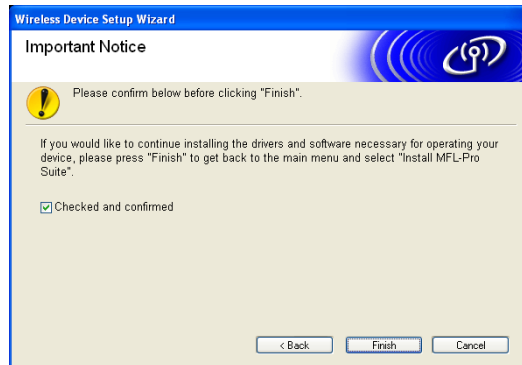 Wireless Device Setup Wizard
Important Notice
Please confirm below before clicking "Finish".
If you would like to continue installing the drivers and software necessary for operating your
device, please press "Finish" to get back to the main menu and select "Install MFL-Pro
Suite".
Checked and confirmed
< Back
Finish
Cancel